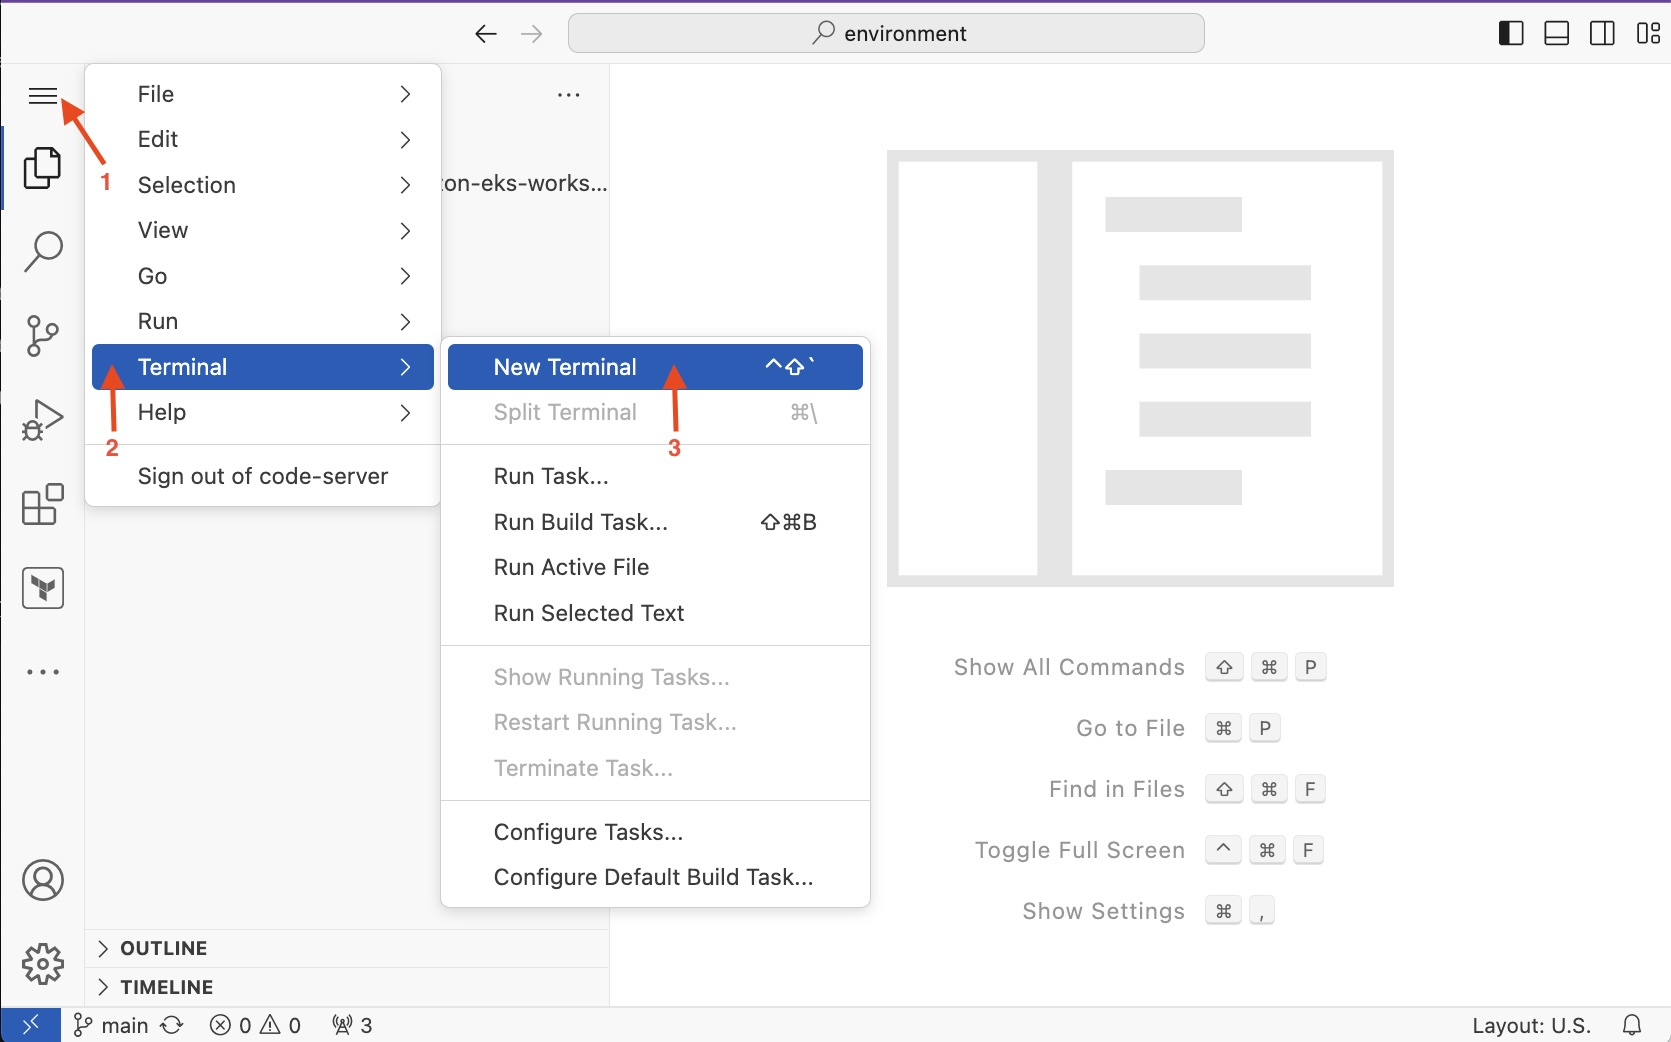 environment
1
File
Edit
Selection
View
Go
Run
Terminal
Help
2
Sign out of code-server
ton-eks-works...
New Terminal ^⇧`
Split Terminal ⌘\
3
Run Task...
Run Build Task... ⇧⌘B
Run Active File
Run Selected Text
Show Running Tasks...
Restart Running Task...
Terminate Task...
Configure Tasks...
Configure Default Build Task...
Show All Commands ⇧ ⌘ P
Go to File ⌘ P
Find in Files ⇧ ⌘ F
Toggle Full Screen ^ ⌘ F
Show Settings ⌘ ,
OUTLINE
TIMELINE
main 0 0 3
Layout: U.S.